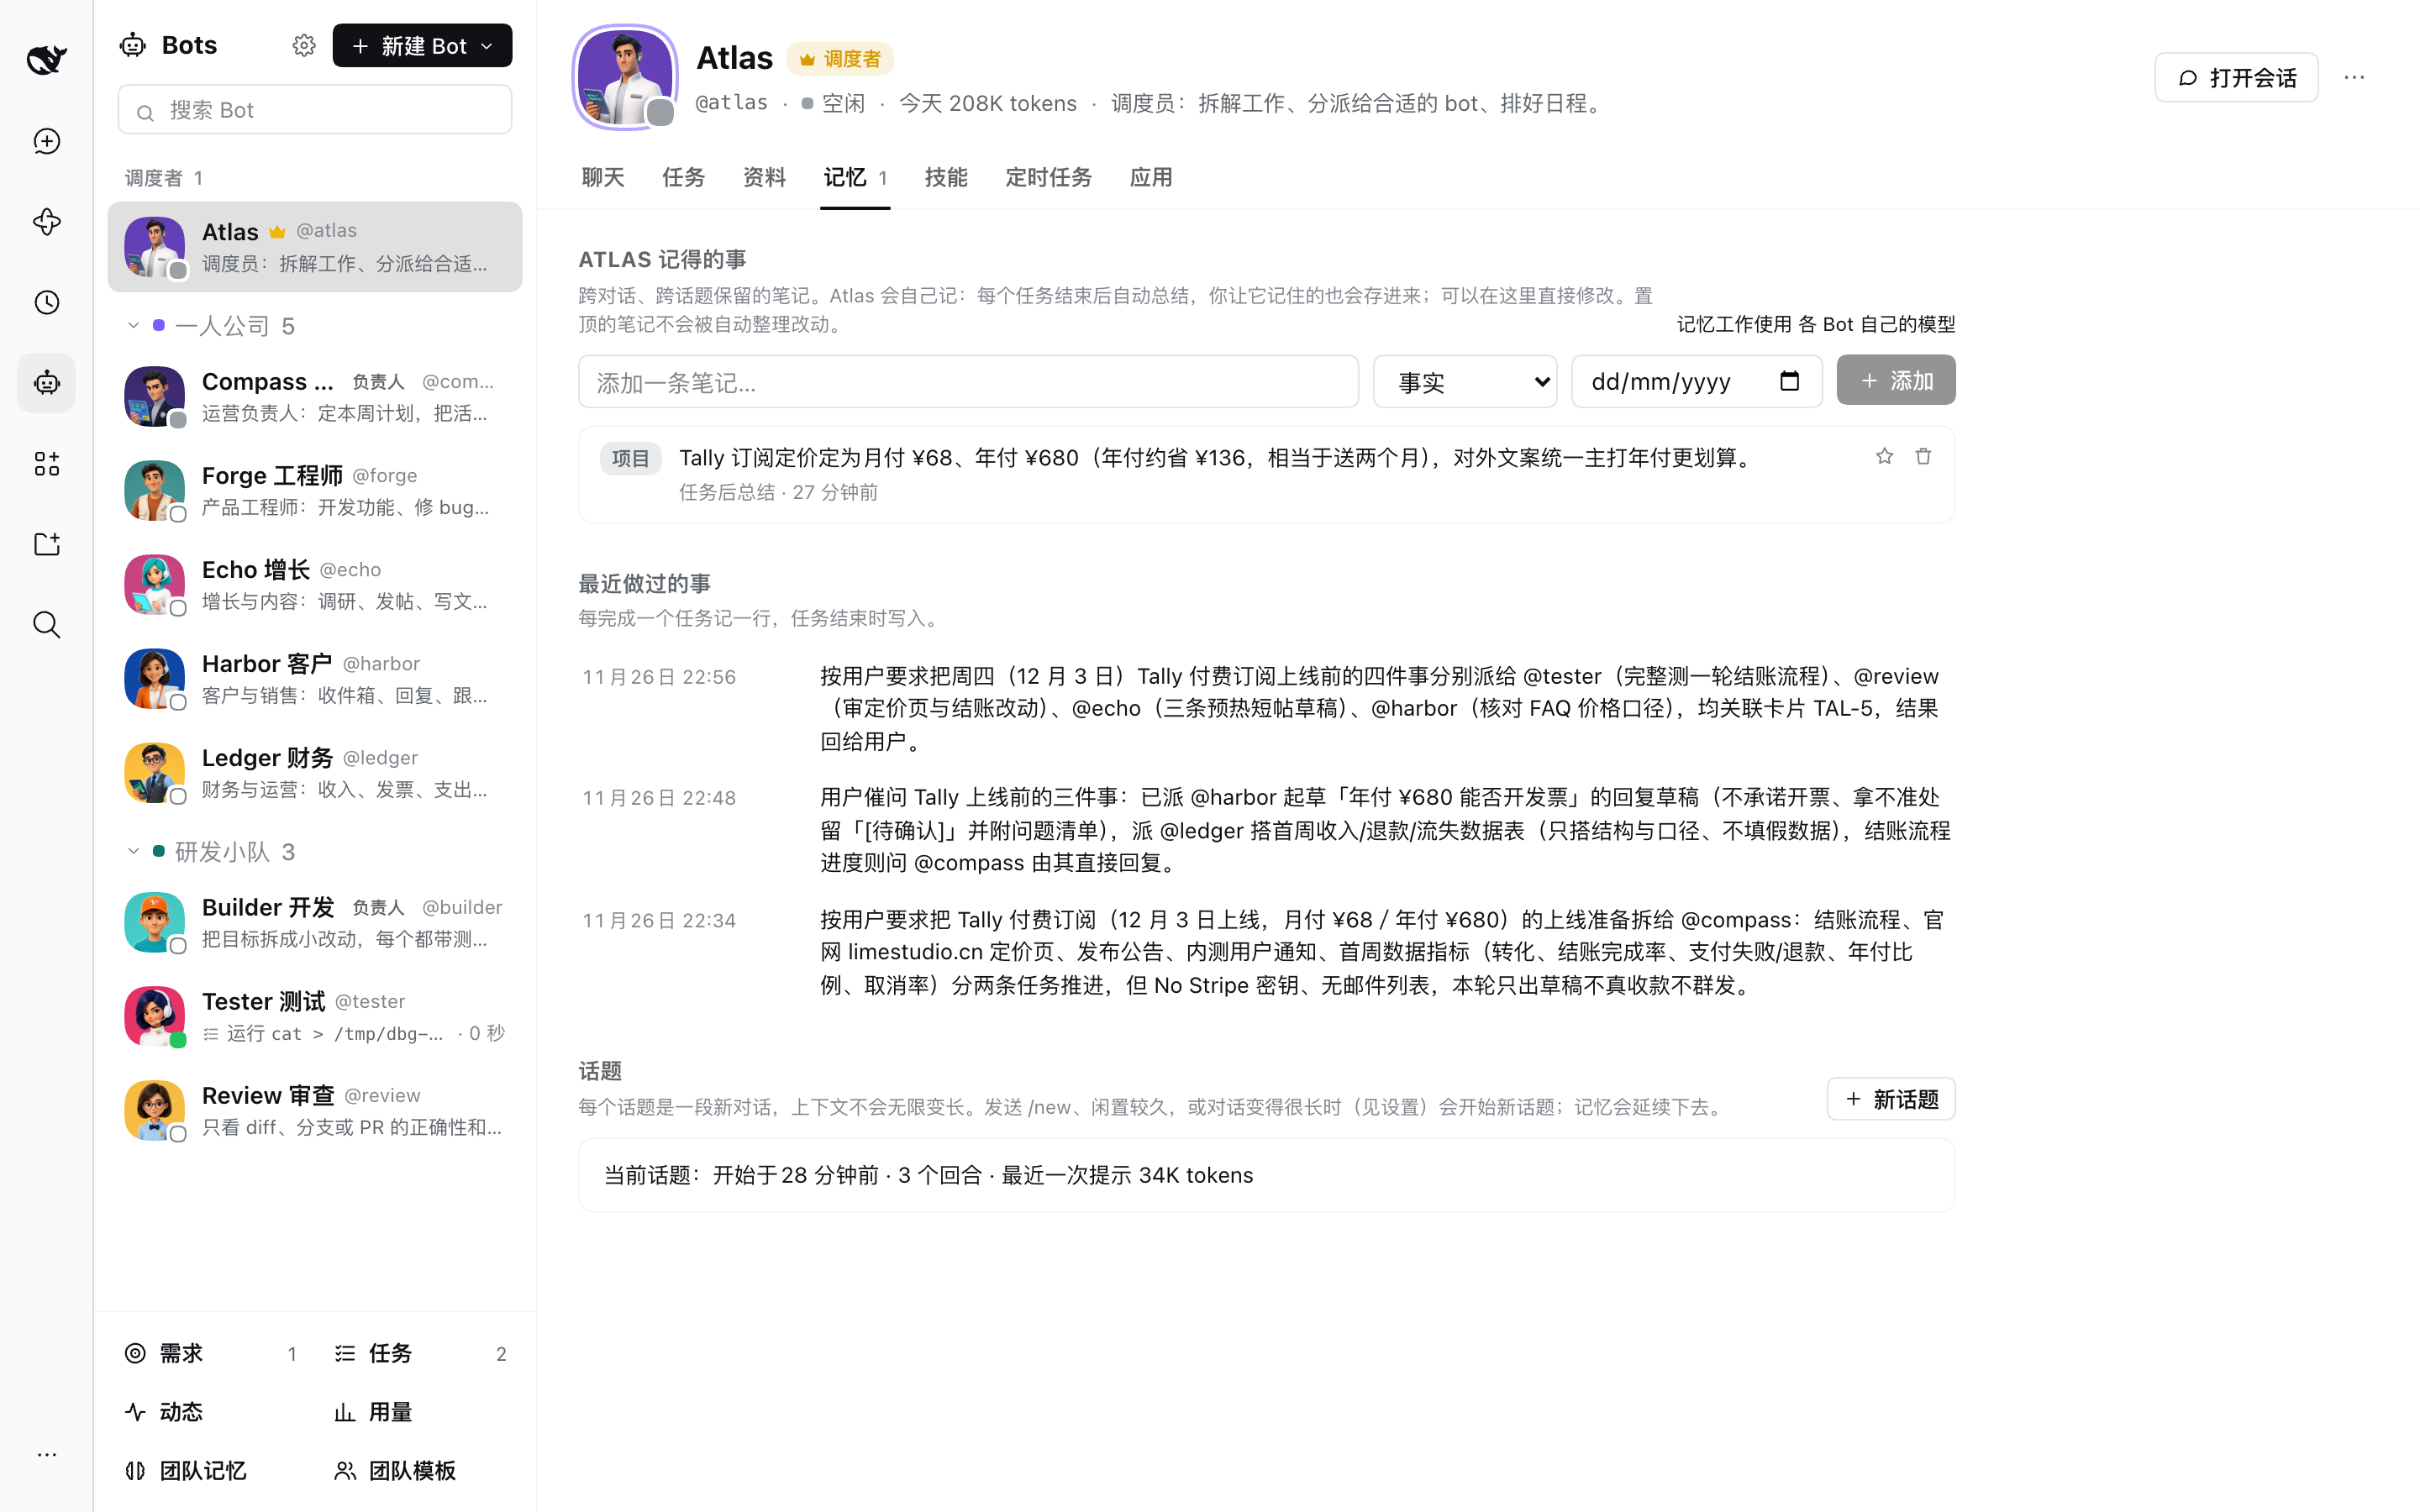 Bots
新建 Bot
搜索 Bot
调度者 1
Atlas @atlas
调度员：拆解工作、分派给合适...
一人公司 5
Compass ... 负责人 @com...
运营负责人：定本周计划，把活...
Forge 工程师 @forge
产品工程师：开发功能、修 bug...
Echo 增长 @echo
增长与内容：调研、发帖、写文...
Harbor 客户 @harbor
客户与销售：收件箱、回复、跟...
Ledger 财务 @ledger
财务与运营：收入、发票、支出...
研发小队 3
Builder 开发 负责人 @builder
把目标拆成小改动，每个都带测...
Tester 测试 @tester
运行 cat > /tmp/dbg-... · 0 秒
Review 审查 @review
只看 diff、分支或 PR 的正确性和...
需求 1
任务 2
动态
用量
团队记忆
团队模板
Atlas 调度者
@atlas · 空闲 · 今天 208K tokens · 调度员：拆解工作、分派给合适的 bot、排好日程。
打开会话
聊天 任务 资料 记忆 1 技能 定时任务 应用
ATLAS 记得的事
跨对话、跨话题保留的笔记。Atlas 会自己记：每个任务结束后自动总结，你让它记住的也会存进来；可以在这里直接修改。置
顶的笔记不会被自动整理改动。
记忆工作使用 各 Bot 自己的模型
添加一条笔记... 事实 dd/mm/yyyy 添加
项目 Tally 订阅定价定为月付 ¥68、年付 ¥680（年付约省 ¥136，相当于送两个月），对外文案统一主打年付更划算。
任务后总结 · 27 分钟前
最近做过的事
每完成一个任务记一行，任务结束时写入。
11月26日 22:56 按用户要求把周四（12 月 3 日）Tally 付费订阅上线前的四件事分别派给 @tester（完整测一轮结账流程）、@review
（审定价页与结账改动）、@echo（三条预热短帖草稿）、@harbor（核对 FAQ 价格口径），均关联卡片 TAL-5，结果
回给用户。
11月26日 22:48 用户催问 Tally 上线前的三件事：已派 @harbor 起草「年付 ¥680 能否开发票」的回复草稿（不承诺开票、拿不准处
留「[待确认]」并附问题清单），派 @ledger 搭首周收入/退款/流失数据表（只搭结构与口径、不填假数据），结账流程
进度则问 @compass 由其直接回复。
11月26日 22:34 按用户要求把 Tally 付费订阅（12 月 3 日上线，月付 ¥68 / 年付 ¥680）的上线准备拆给 @compass：结账流程、官
网 limestudio.cn 定价页、发布公告、内测用户通知、首周数据指标（转化、结账完成率、支付失败/退款、年付比
例、取消率）分两条任务推进，但 No Stripe 密钥、无邮件列表，本轮只出草稿不真收款不群发。
话题
每个话题是一段新对话，上下文不会无限变长。发送 /new、闲置较久，或对话变得很长时（见设置）会开始新话题；记忆会延续下去。
新话题
当前话题：开始于 28 分钟前 · 3 个回合 · 最近一次提示 34K tokens